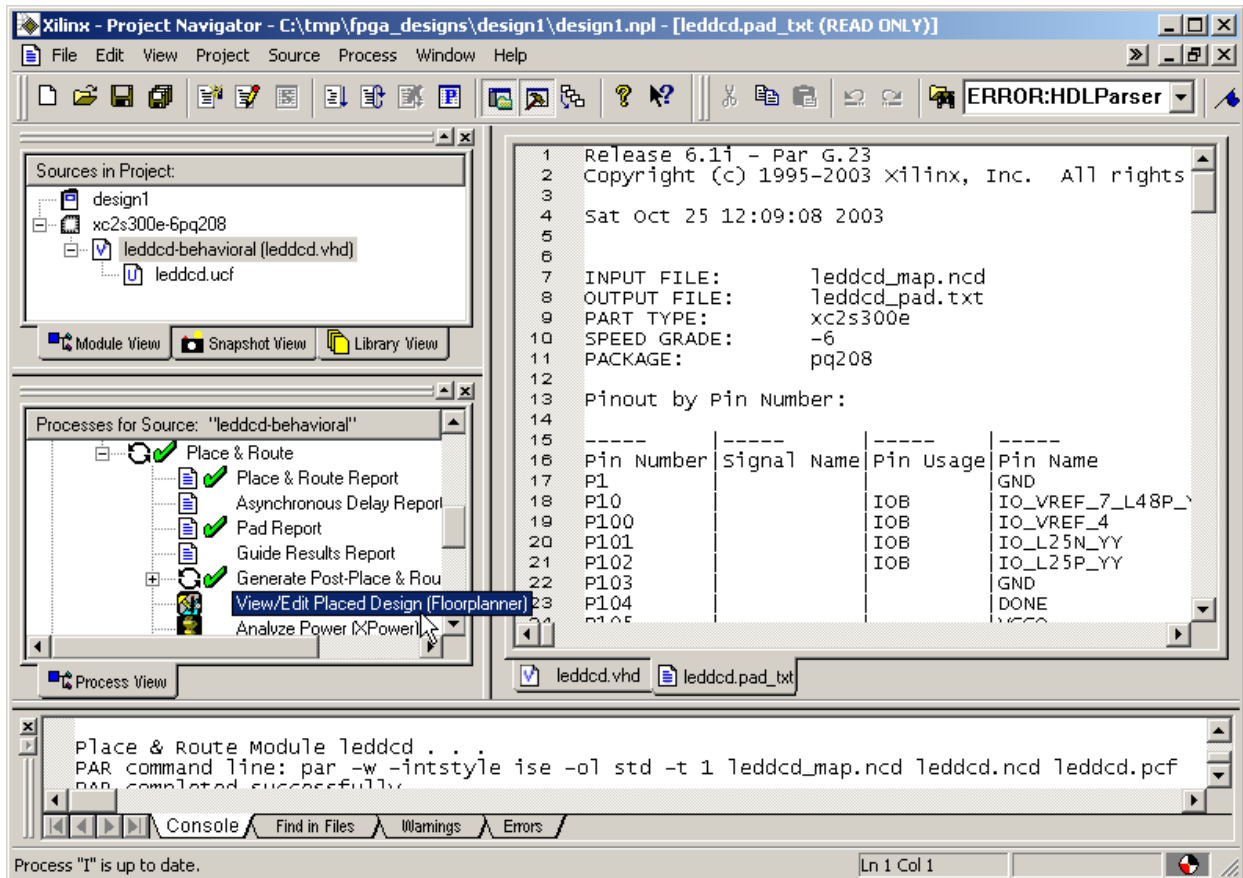 Xilinx - Project Navigator - C:\tmp\fpga_designs\design1\design1.npl - [leddcd.pad_txt (READ ONLY)]
File Edit View Project Source Process Window Help
ERROR:HDLParser
Sources in Project:
design1
xc2s300e-6pq208
leddcd-behavioral (leddcd.vhd)
leddcd.ucf
Module View Snapshot View Library View
Processes for Source: "leddcd-behavioral"
Place & Route
Place & Route Report
Asynchronous Delay Report
Pad Report
Guide Results Report
Generate Post-Place & Rou
View/Edit Placed Design (Floorplanner)
Analyze Power (XPower)
Process View
1 Release 6.1i - Par G.23
2 Copyright (c) 1995-2003 Xilinx, Inc. All rights
3
4 Sat Oct 25 12:09:08 2003
5
6
7 INPUT FILE: leddcd_map.ncd
8 OUTPUT FILE: leddcd_pad.txt
9 PART TYPE: xc2s300e
10 SPEED GRADE: -6
11 PACKAGE: pq208
12
13 Pinout by Pin Number:
14
15 -----|-----|-----|-----
16 Pin Number|Signal Name|Pin Usage|Pin Name
17 P1 | | |GND
18 P10 | |IOB |IO_VREF_7_L48P_Y
19 P100 | |IOB |IO_VREF_4
20 P101 | |IOB |IO_L25N_YY
21 P102 | |IOB |IO_L25P_YY
22 P103 | | |GND
23 P104 | | |DONE
24 P105 | | |VCCO
leddcd.vhd leddcd.pad_txt
Place & Route Module leddcd . . .
PAR command line: par -w -intstyle ise -ol std -t 1 leddcd_map.ncd leddcd.ncd leddcd.pcf
PAR completed successfully
Console Find in Files Warnings Errors
Process "I" is up to date.
Ln 1 Col 1